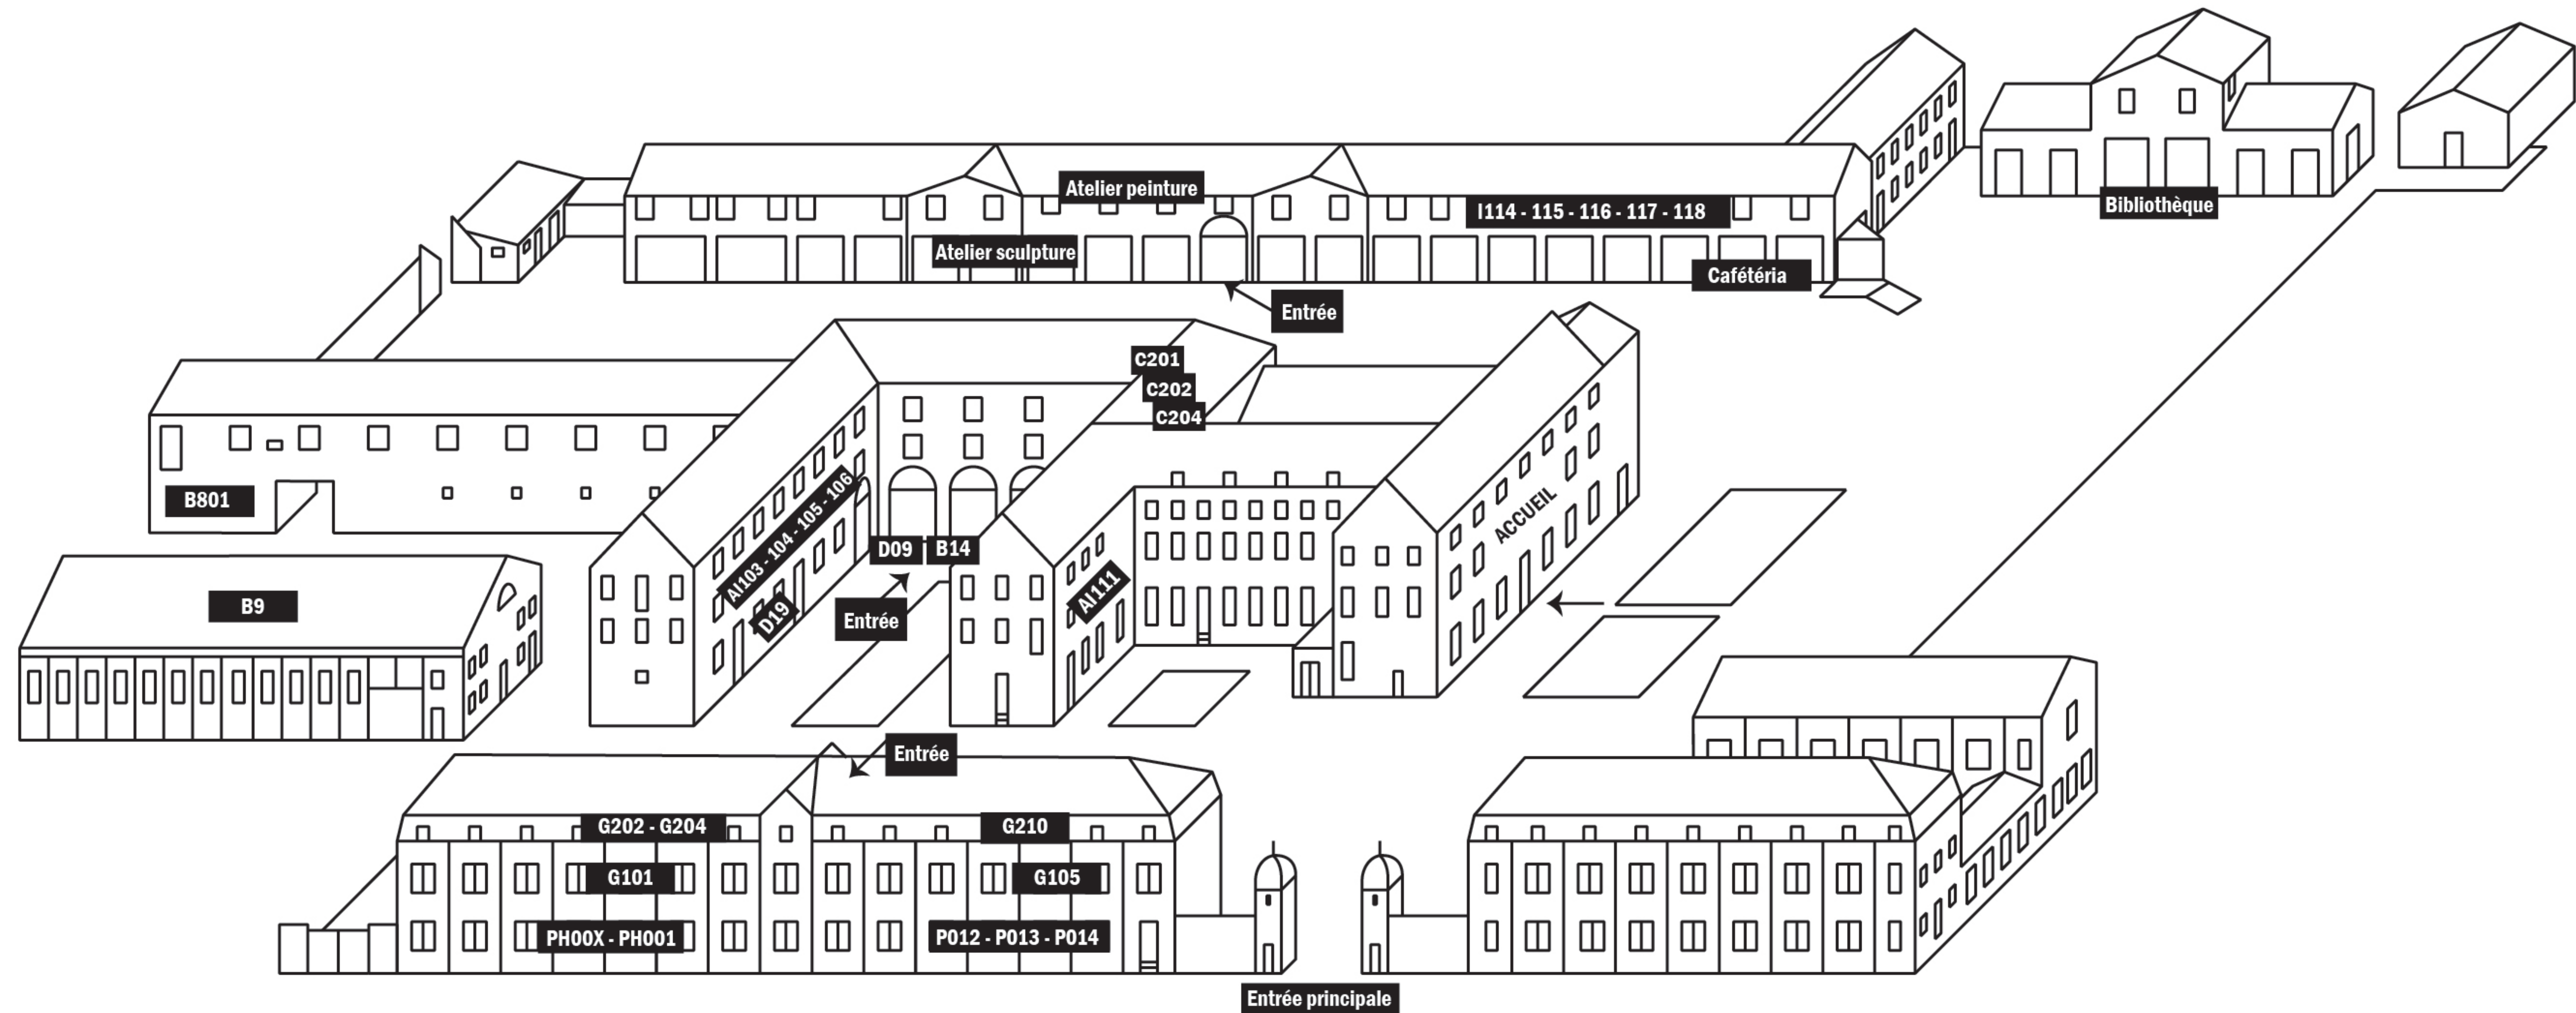 Atelier peinture
I114 - 115 - 116 - 117 - 118
Bibliothèque
Atelier sculpture
Cafétéria
Entrée
C201
C202
C204
B801
AI103 - 104 - 105 - 106
ACCUEIL
D09
B14
B9
D19
Entrée
AI111
Entrée
G202 - G204
G210
G101
G105
PH00X - PH001
P012 - P013 - P014
Entrée principale